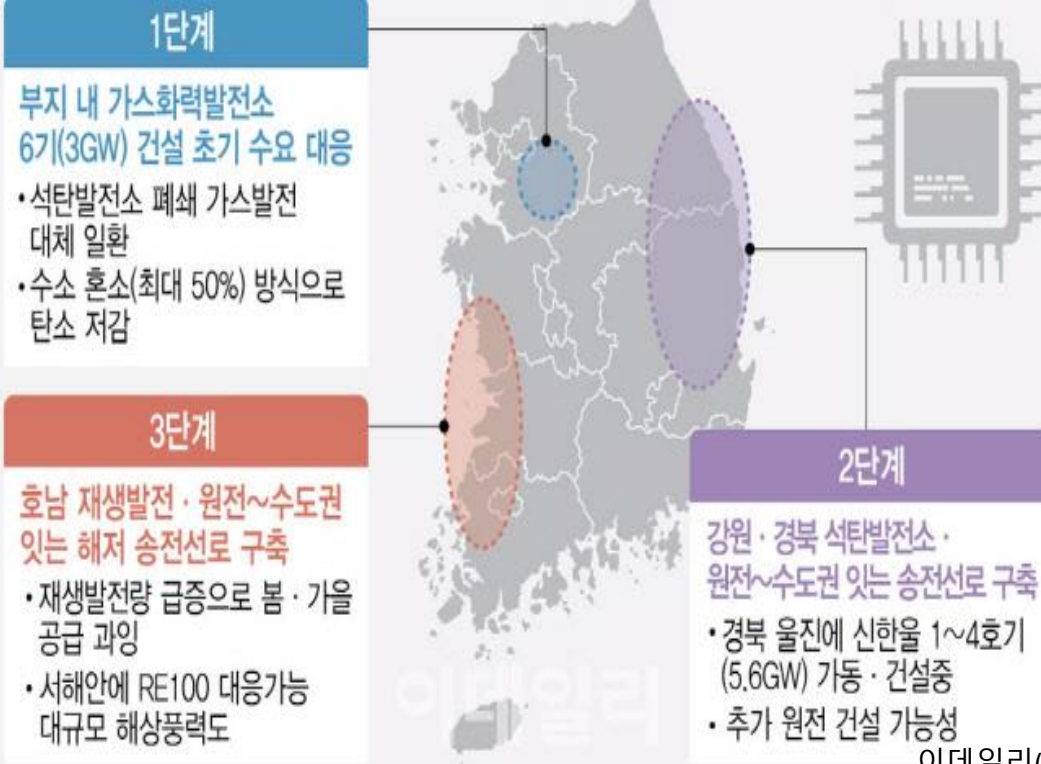 1단계
부지 내 가스화력발전소
6기(3GW) 건설 초기 수요 대응
•석탄발전소 폐쇄 가스발전
대체 일환
•수소 혼소(최대 50%) 방식으로
탄소 저감
3단계
호남 재생발전·원전~수도권
잇는 해저 송전선로 구축
•재생발전량 급증으로 봄·가을
공급 과잉
•서해안에 RE100 대응가능
대규모 해상풍력도
2단계
강원·경북 석탄발전소·
원전~수도권 잇는 송전선로 구축
•경북 울진에 신한울 1~4호기
(5.6GW) 가동·건설중
•추가 원전 건설 가능성
이데일리